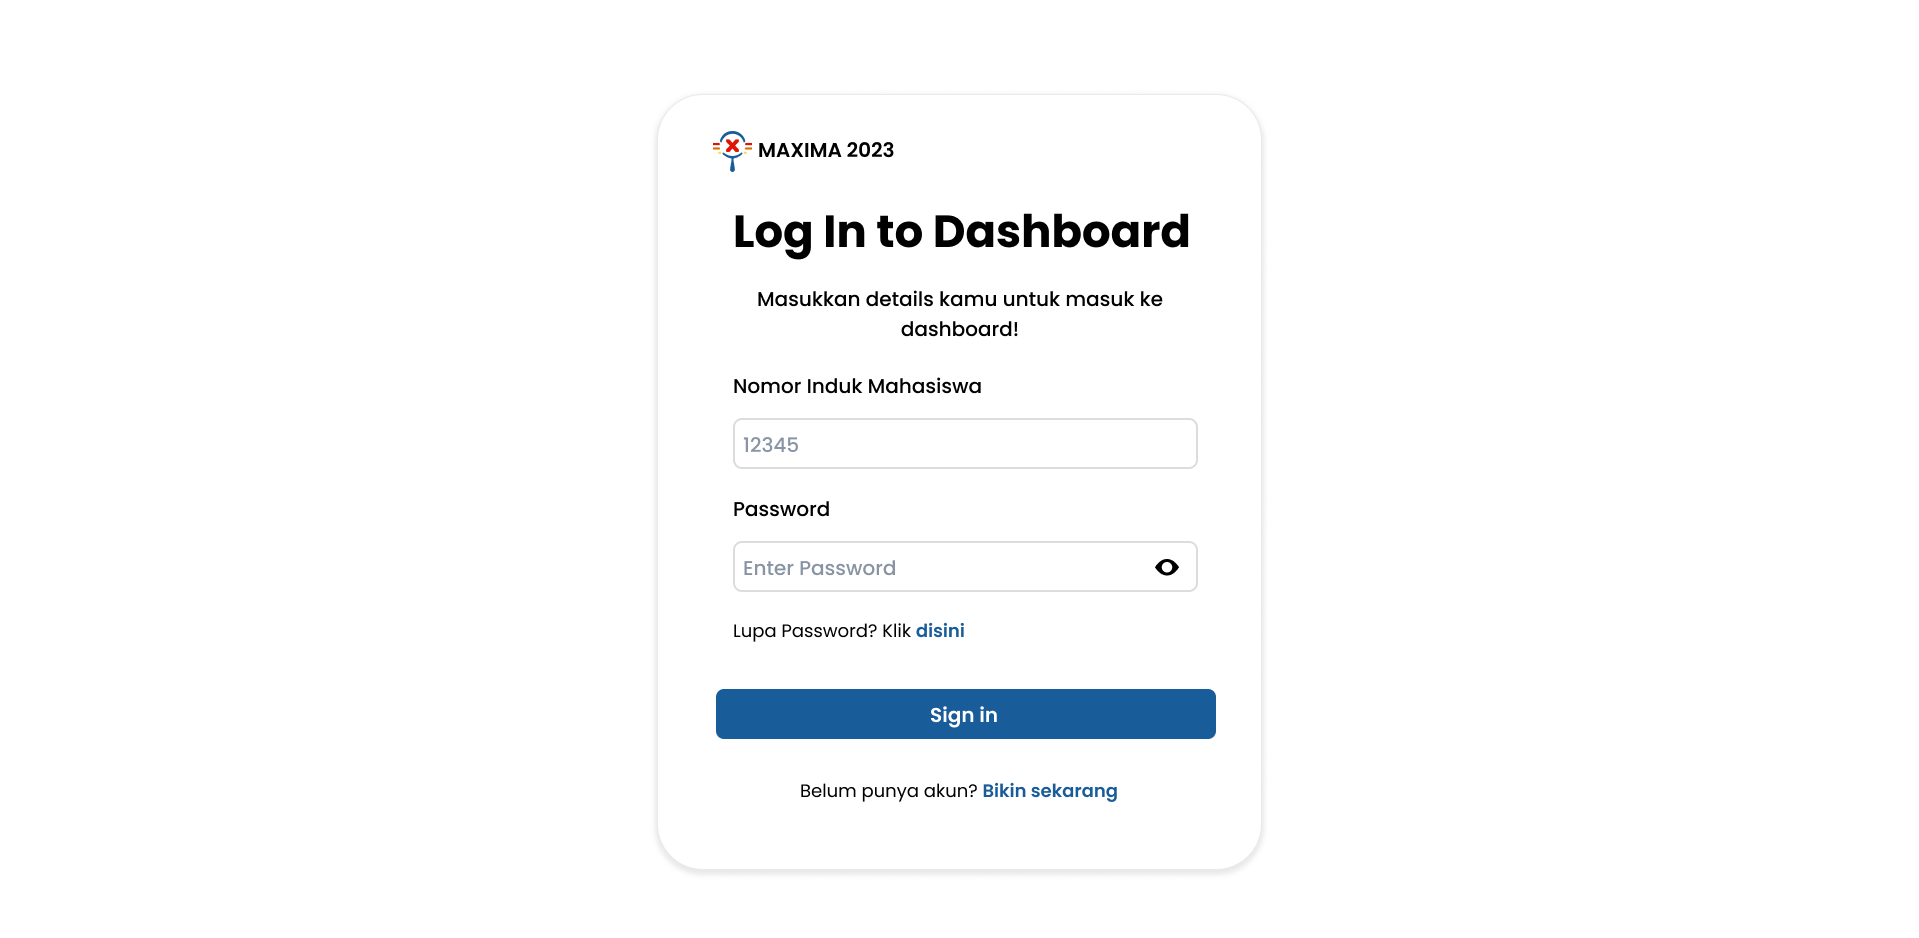 MAXIMA 2023
Log In to Dashboard
Masukkan details kamu untuk masuk ke
dashboard!
Nomor Induk Mahasiswa
12345
Password
Enter Password
Lupa Password? Klik disini
Sign in
Belum punya akun? Bikin sekarang